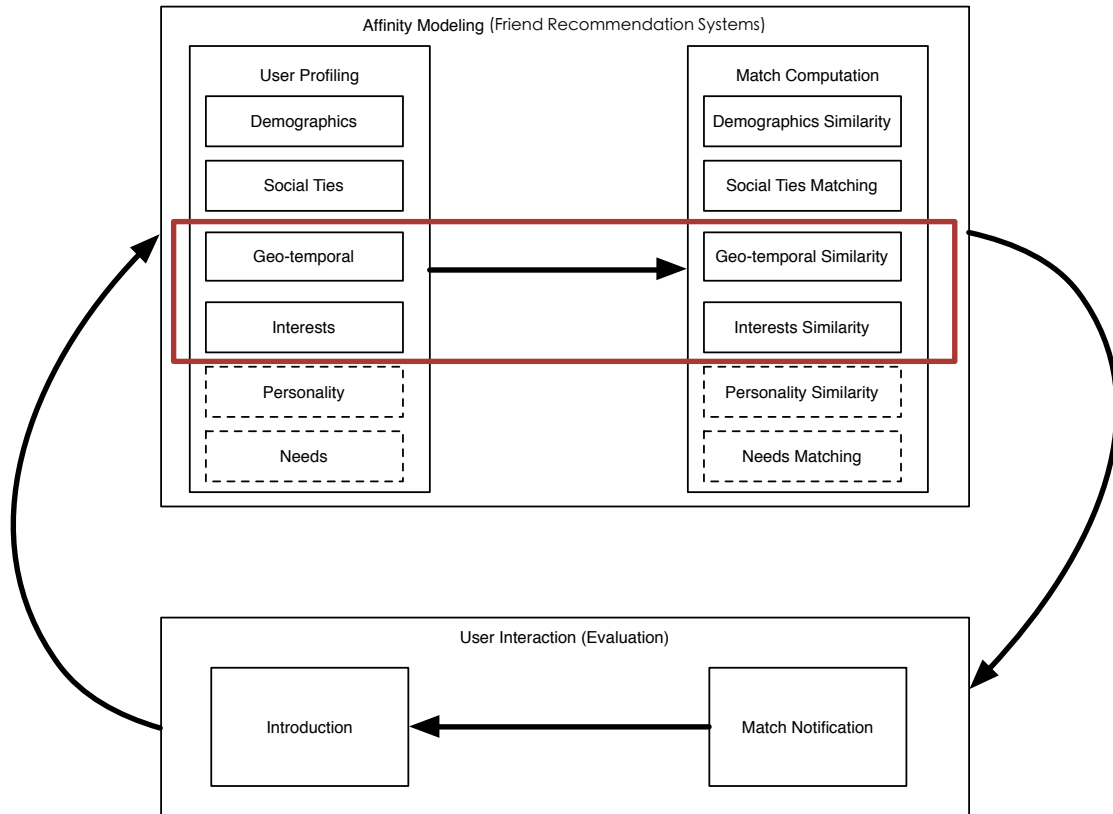 Affinity Modeling (Friend Recommendation Systems)
User Profiling
Demographics
Social Ties
Geo-temporal
Interests
Personality
Needs
Match Computation
Demographics Similarity
Social Ties Matching
Geo-temporal Similarity
Interests Similarity
Personality Similarity
Needs Matching
User Interaction (Evaluation)
Introduction
Match Notification